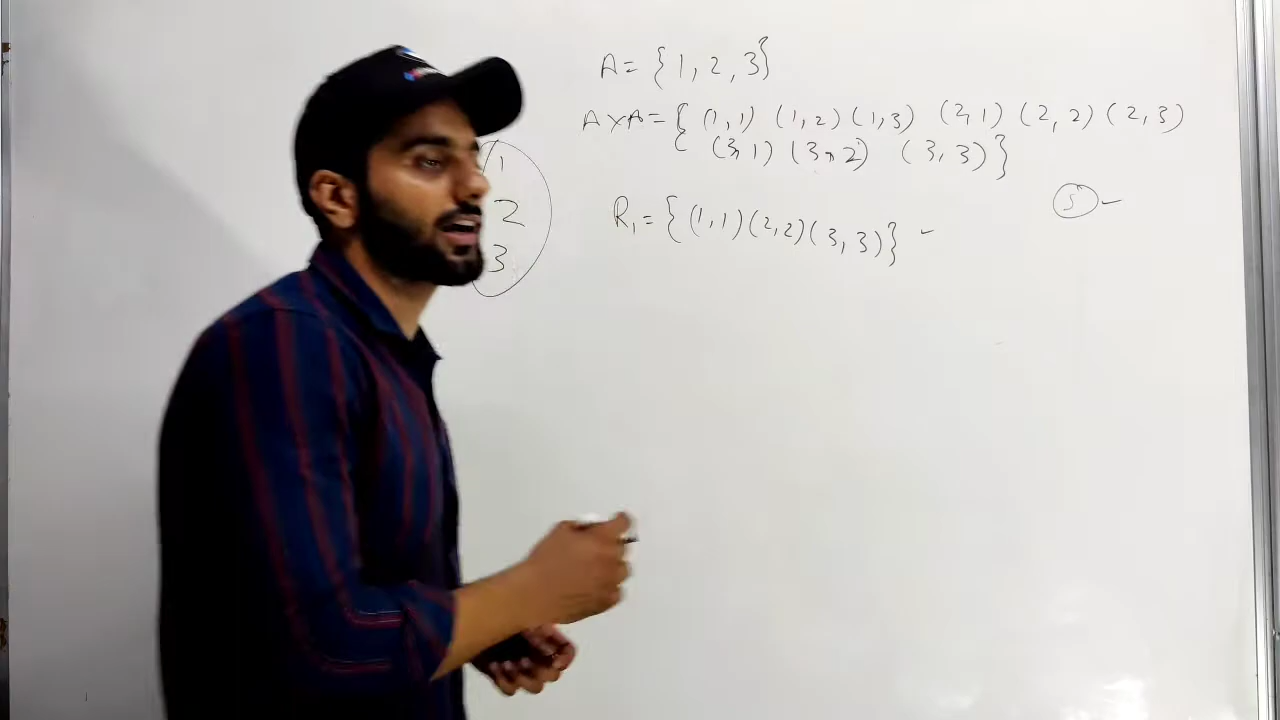 A = {1, 2, 3}
A × A = { (1, 1) (1, 2) (1, 3) (2, 1) (2, 2) (2, 3)
(3, 1) (3, 2) (3, 3) }
1
2
3
5
R₁ = { (1, 1) (2, 2) (3, 3) }